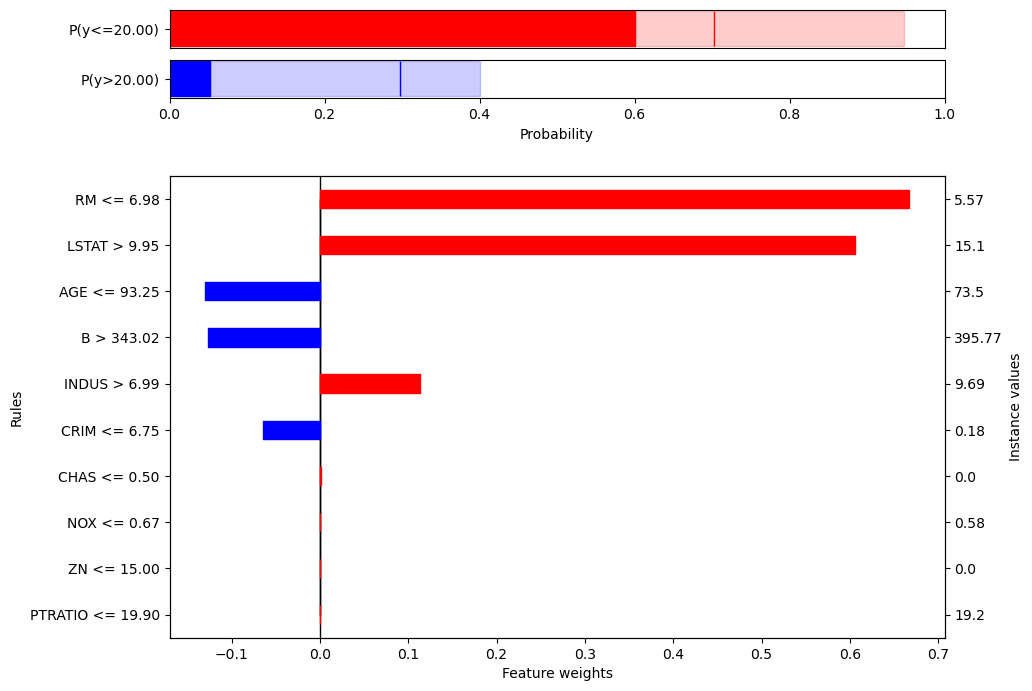 P(y<=20.00)
P(y>20.00)
0.0 0.2 0.4 0.6 0.8 1.0
Probability
RM <= 6.98 5.57
LSTAT > 9.95 15.1
AGE <= 93.25 73.5
B > 343.02 395.77
INDUS > 6.99 9.69
CRIM <= 6.75 0.18
CHAS <= 0.50 0.0
NOX <= 0.67 0.58
ZN <= 15.00 0.0
PTRATIO <= 19.90 19.2
Rules
Instance values
−0.1 0.0 0.1 0.2 0.3 0.4 0.5 0.6 0.7
Feature weights